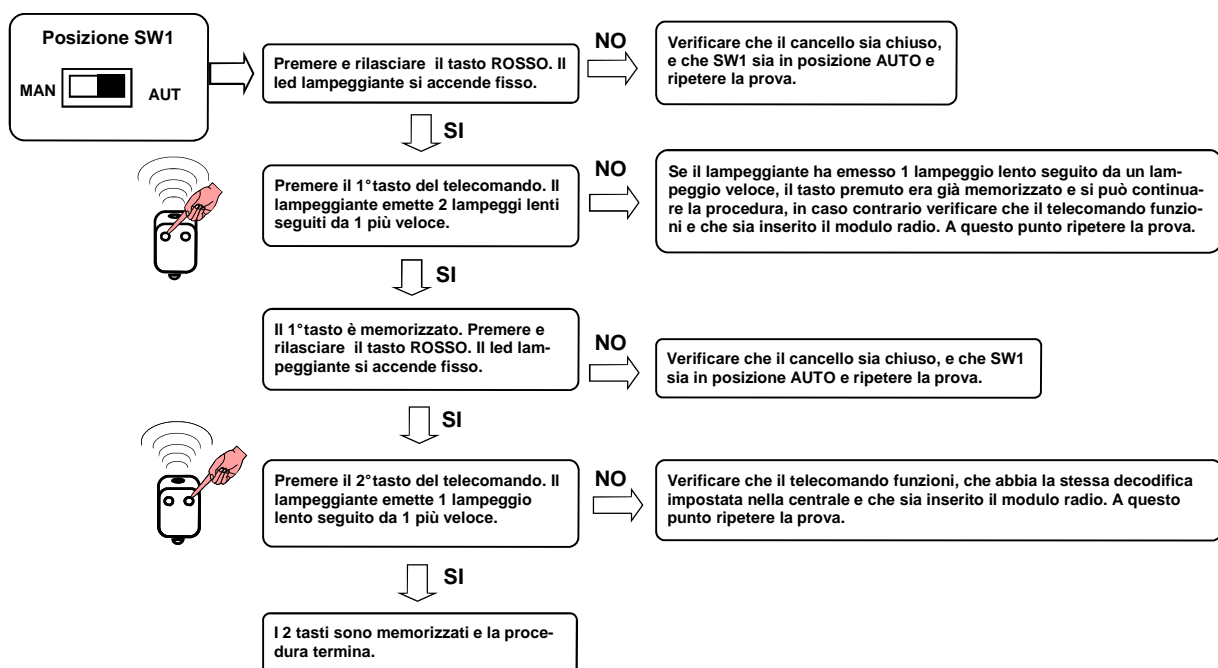 Posizione SW1
MAN
AUT
Premere e rilasciare il tasto ROSSO. Il
led lampeggiante si accende fisso.
NO
Verificare che il cancello sia chiuso,
e che SW1 sia in posizione AUTO e
ripetere la prova.
SI
Premere il 1° tasto del telecomando. Il
lampeggiante emette 2 lampeggi lenti
seguiti da 1 più veloce.
NO
Se il lampeggiante ha emesso 1 lampeggio lento seguito da un lam-
peggio veloce, il tasto premuto era già memorizzato e si può continua-
re la procedura, in caso contrario verificare che il telecomando funzio-
ni e che sia inserito il modulo radio. A questo punto ripetere la prova.
SI
Il 1° tasto è memorizzato. Premere e
rilasciare il tasto ROSSO. Il led lam-
peggiante si accende fisso.
NO
Verificare che il cancello sia chiuso, e che SW1
sia in posizione AUTO e ripetere la prova.
SI
Premere il 2° tasto del telecomando. Il
lampeggiante emette 1 lampeggio
lento seguito da 1 più veloce.
NO
Verificare che il telecomando funzioni, che abbia la stessa decodifica
impostata nella centrale e che sia inserito il modulo radio. A questo
punto ripetere la prova.
SI
I 2 tasti sono memorizzati e la proce-
dura termina.